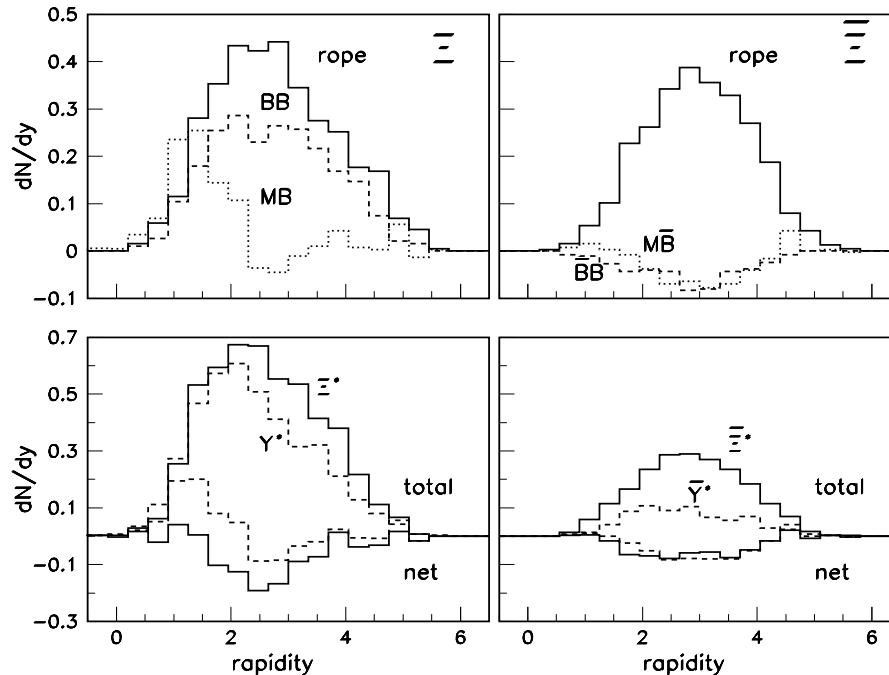 0.5
0.4
0.3
0.2
0.1
0
−0.1
dN/dy
rope
Ξ
BB
MB
rope
Ξ̅
MB̅
B̅B
0.7
0.5
0.3
0.1
−0.1
−0.3
dN/dy
Ξ*
Y*
total
net
Ξ̅*
Y̅*
total
net
0 2 4 6
0 2 4 6
rapidity
rapidity